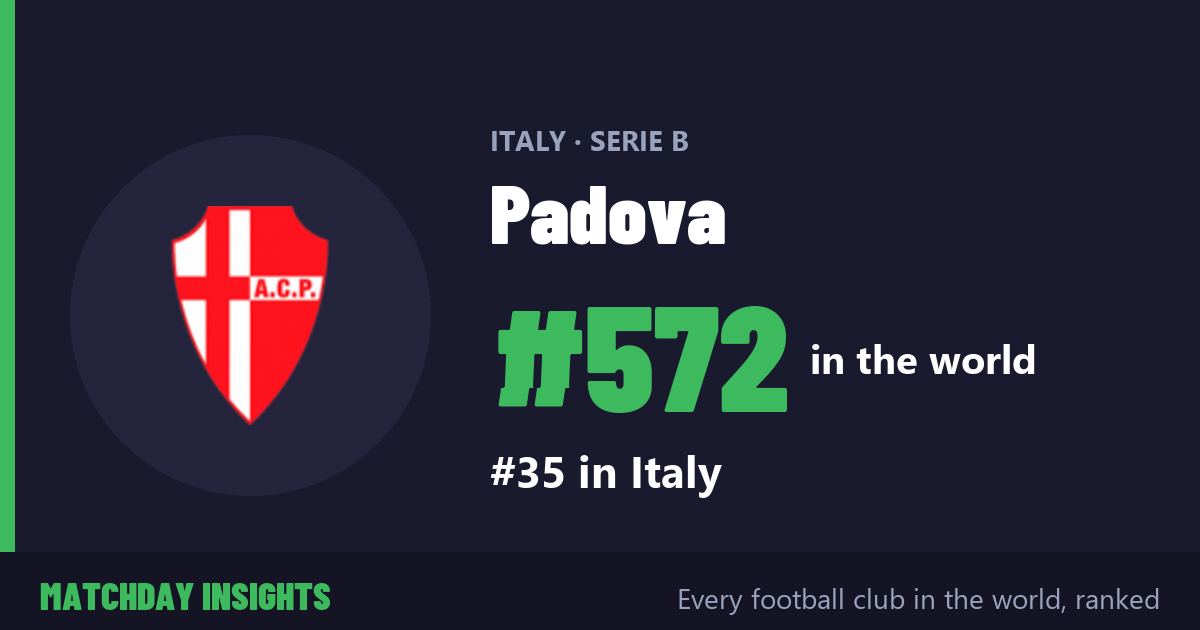 ITALY · SERIE B
Padova
A.C.P.
#572 in the world
#35 in Italy
MATCHDAY INSIGHTS
Every football club in the world, ranked